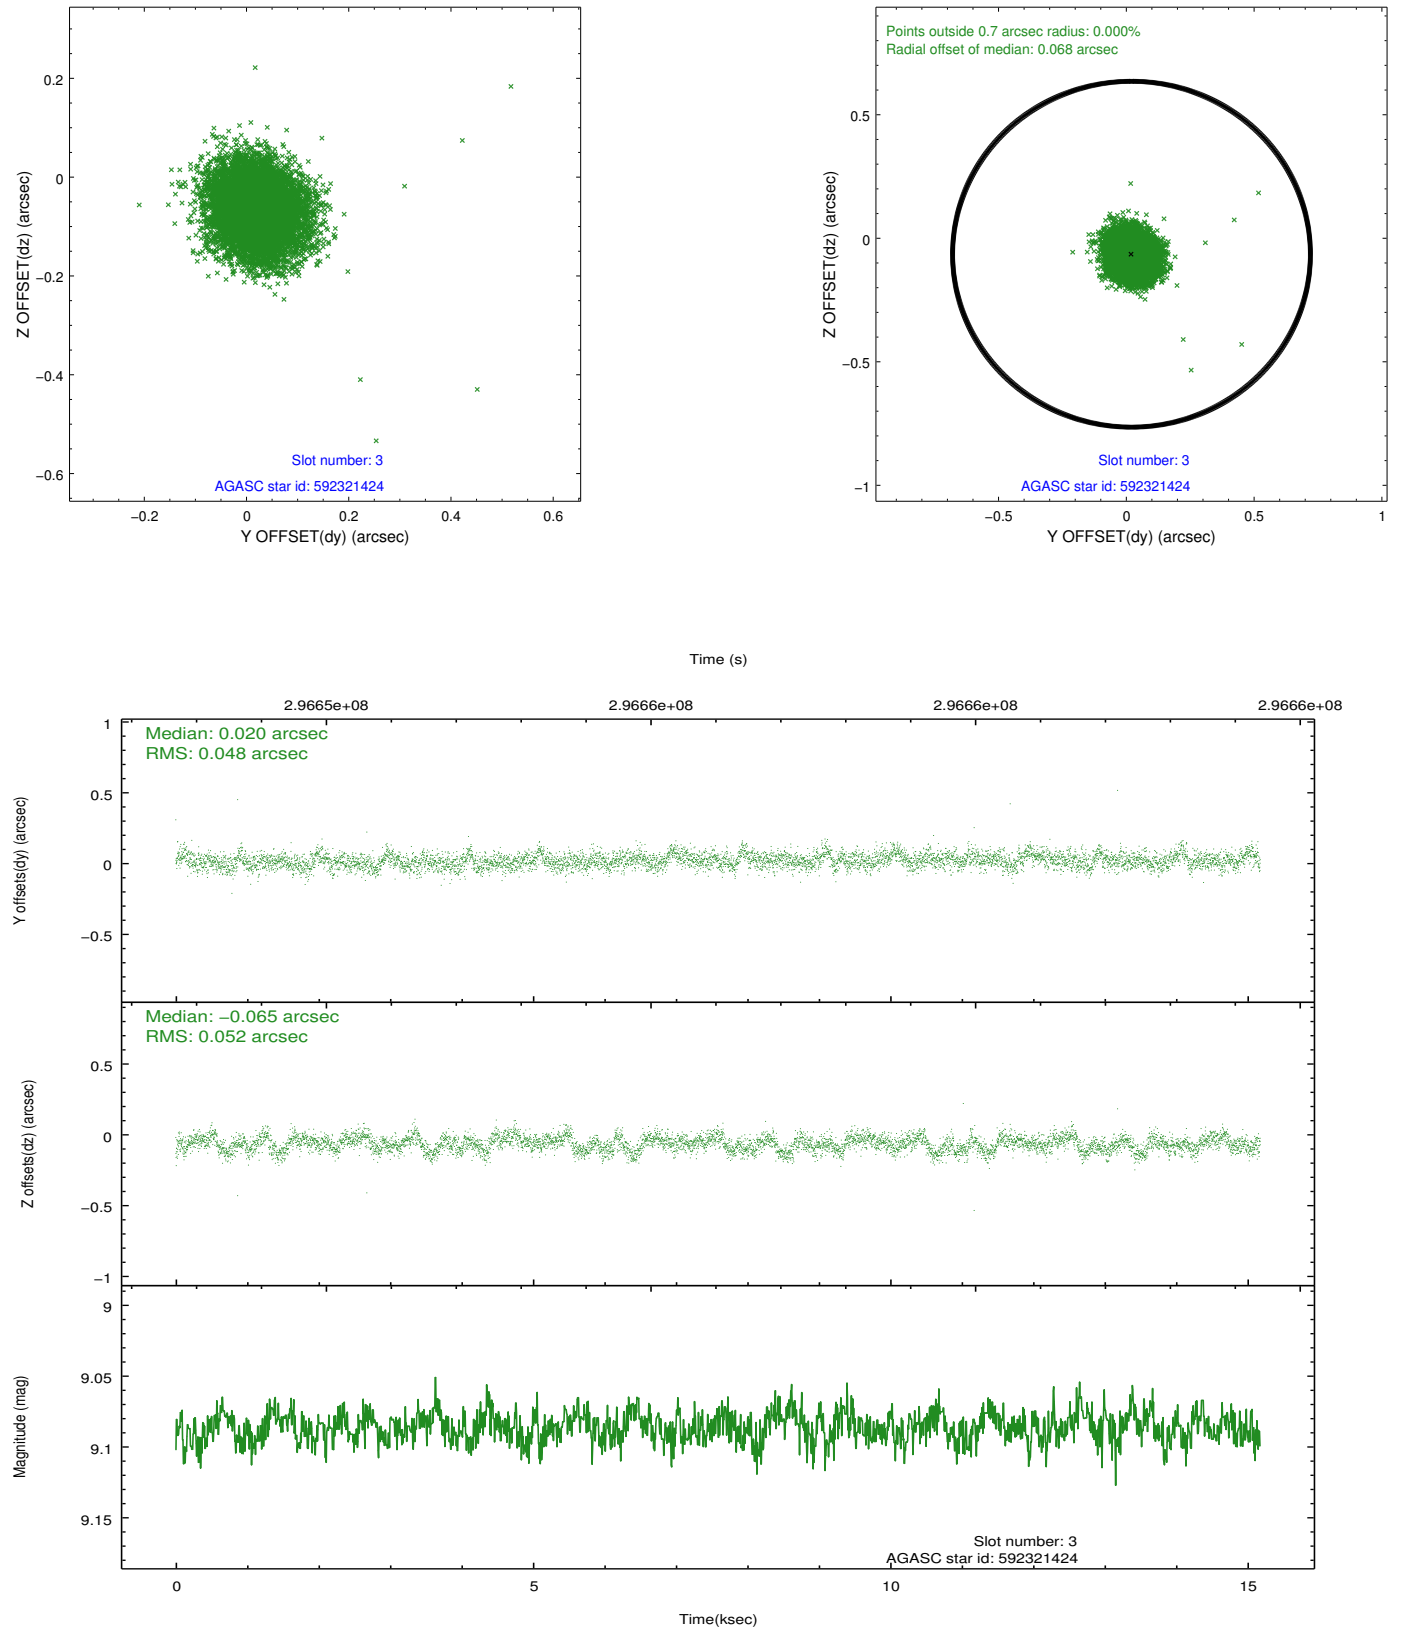 0.2
0
−0.2
−0.4
−0.6
Z OFFSET(dz) (arcsec)
Slot number: 3
AGASC star id: 592321424
−0.2 0 0.2 0.4 0.6
Y OFFSET(dy) (arcsec)
Points outside 0.7 arcsec radius: 0.000%
Radial offset of median: 0.068 arcsec
0.5
0
−0.5
−1
Z OFFSET(dz) (arcsec)
Slot number: 3
AGASC star id: 592321424
−0.5 0 0.5 1
Y OFFSET(dy) (arcsec)
Time (s)
2.9665e+08 2.9666e+08 2.9666e+08 2.9666e+08
Median: 0.020 arcsec
RMS: 0.048 arcsec
1
0.5
0
−0.5
Y offsets(dy) (arcsec)
Median: −0.065 arcsec
RMS: 0.052 arcsec
0.5
0
−0.5
−1
Z offsets(dz) (arcsec)
9
9.05
9.1
9.15
Magnitude (mag)
Slot number: 3
AGASC star id: 592321424
0 5 10 15
Time(ksec)